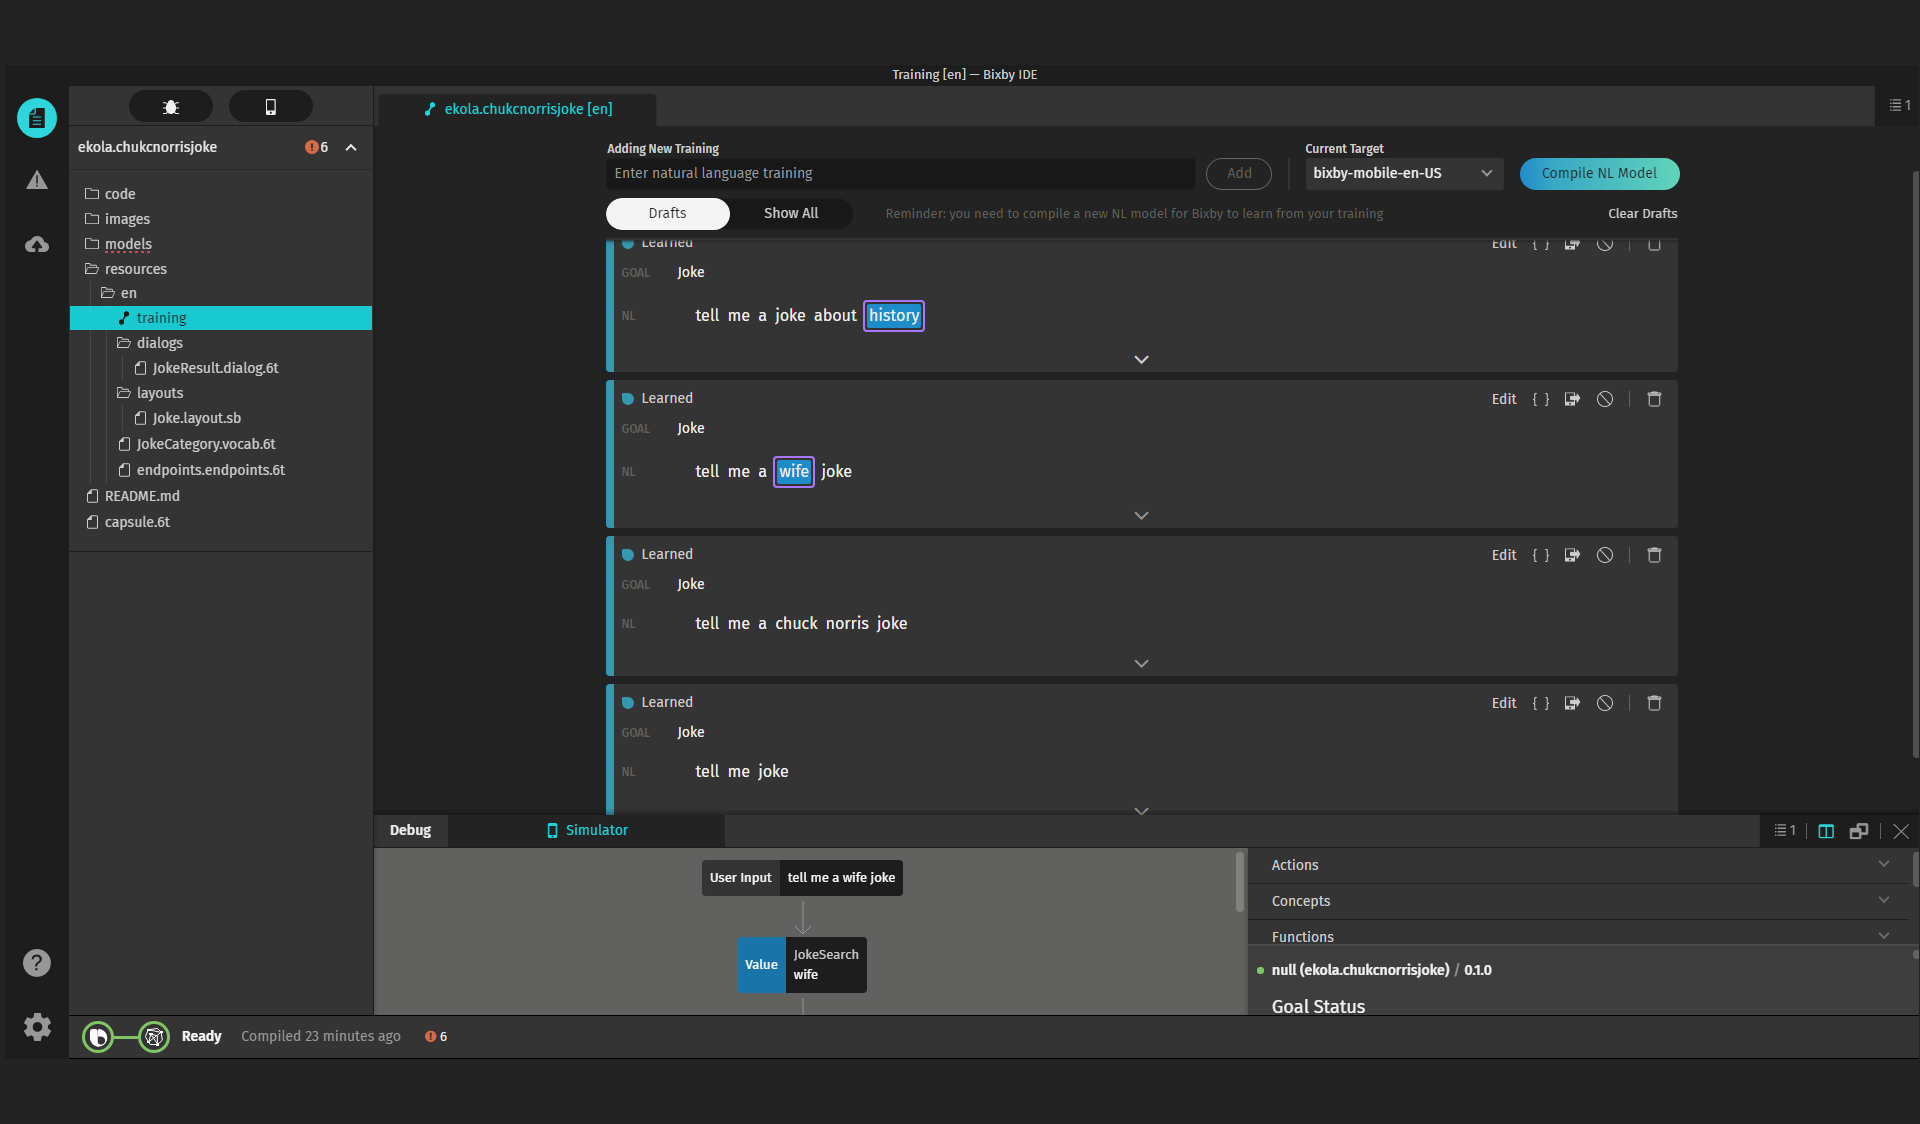 Training [en] — Bixby IDE
ekola.chukcnorrisjoke [en]
1
ekola.chukcnorrisjoke
6
code
images
models
resources
en
training
dialogs
JokeResult.dialog.6t
layouts
Joke.layout.sb
JokeCategory.vocab.6t
endpoints.endpoints.6t
README.md
capsule.6t
Adding New Training
Current Target
Enter natural language training
Add
bixby-mobile-en-US
Compile NL Model
Drafts
Show All
Reminder: you need to compile a new NL model for Bixby to learn from your training
Clear Drafts
Learned
Edit { }
GOAL Joke
NL tell me a joke about history
Learned
Edit { }
GOAL Joke
NL tell me a wife joke
Learned
Edit { }
GOAL Joke
NL tell me a chuck norris joke
Learned
Edit { }
GOAL Joke
NL tell me joke
Debug
Simulator
1
User Input tell me a wife joke
Value JokeSearch
wife
Actions
Concepts
Functions
null (ekola.chukcnorrisjoke) / 0.1.0
Goal Status
Ready Compiled 23 minutes ago 6